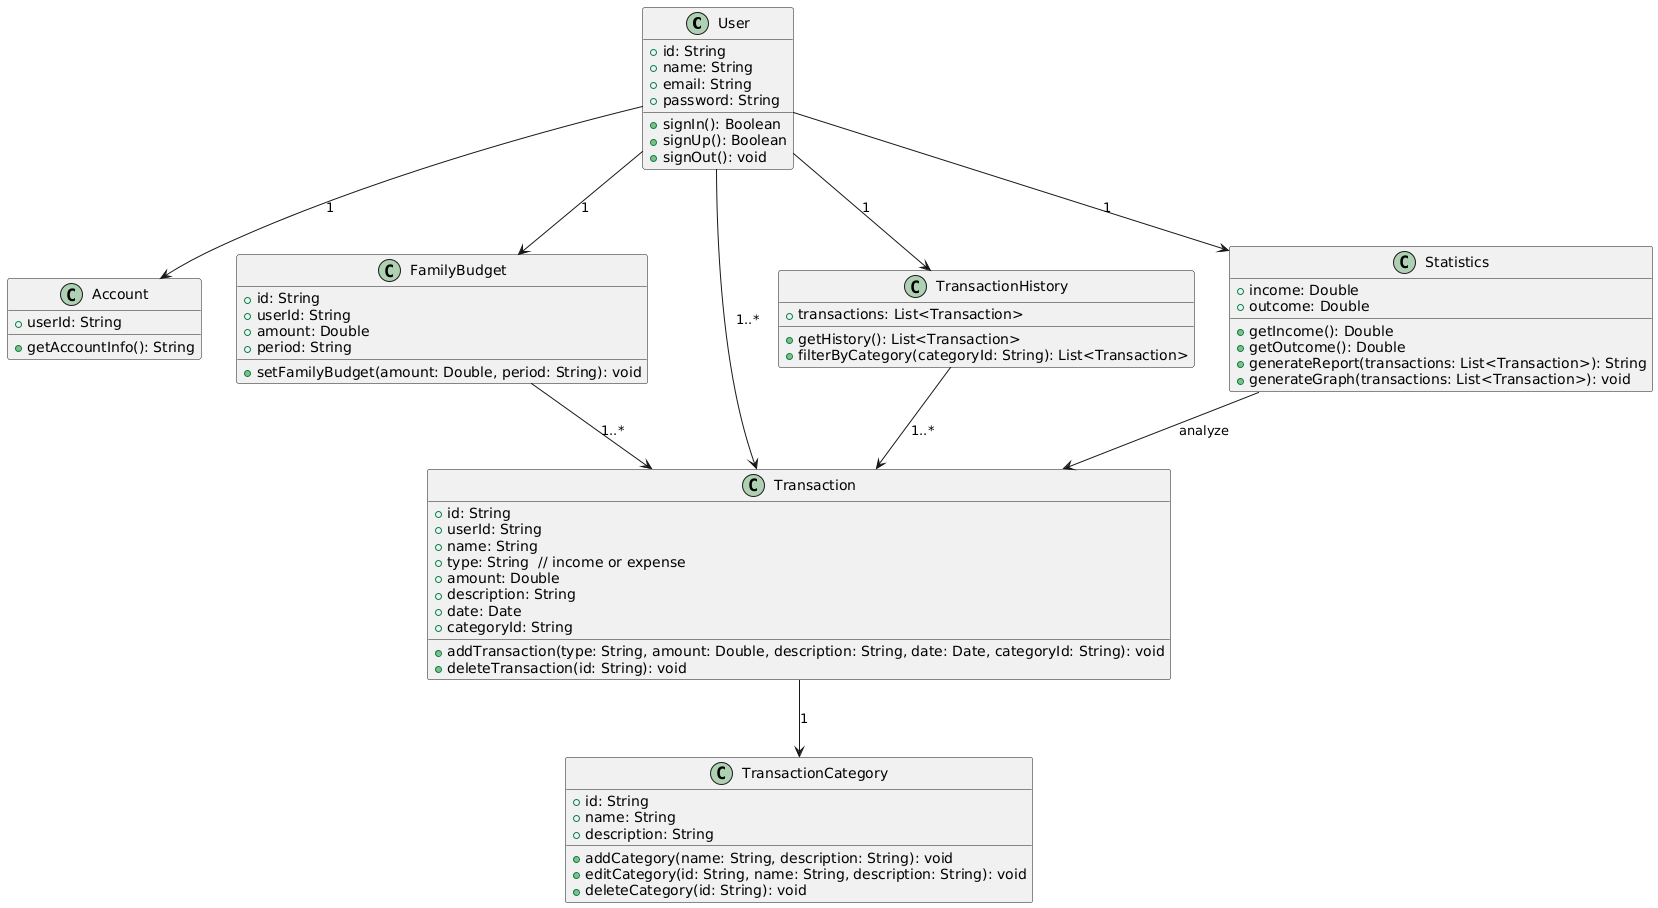 C User
id: String
name: String
email: String
password: String
signIn(): Boolean
signUp(): Boolean
signOut(): void
1
1
1
1
C Account
userId: String
getAccountInfo(): String
C FamilyBudget
id: String
userId: String
amount: Double
period: String
setFamilyBudget(amount: Double, period: String): void
1..*
C TransactionHistory
transactions: List<Transaction>
getHistory(): List<Transaction>
filterByCategory(categoryId: String): List<Transaction>
C Statistics
income: Double
outcome: Double
getIncome(): Double
getOutcome(): Double
generateReport(transactions: List<Transaction>): String
generateGraph(transactions: List<Transaction>): void
1..*
1..*
analyze
C Transaction
id: String
userId: String
name: String
type: String  // income or expense
amount: Double
description: String
date: Date
categoryId: String
addTransaction(type: String, amount: Double, description: String, date: Date, categoryId: String): void
deleteTransaction(id: String): void
1
C TransactionCategory
id: String
name: String
description: String
addCategory(name: String, description: String): void
editCategory(id: String, name: String, description: String): void
deleteCategory(id: String): void